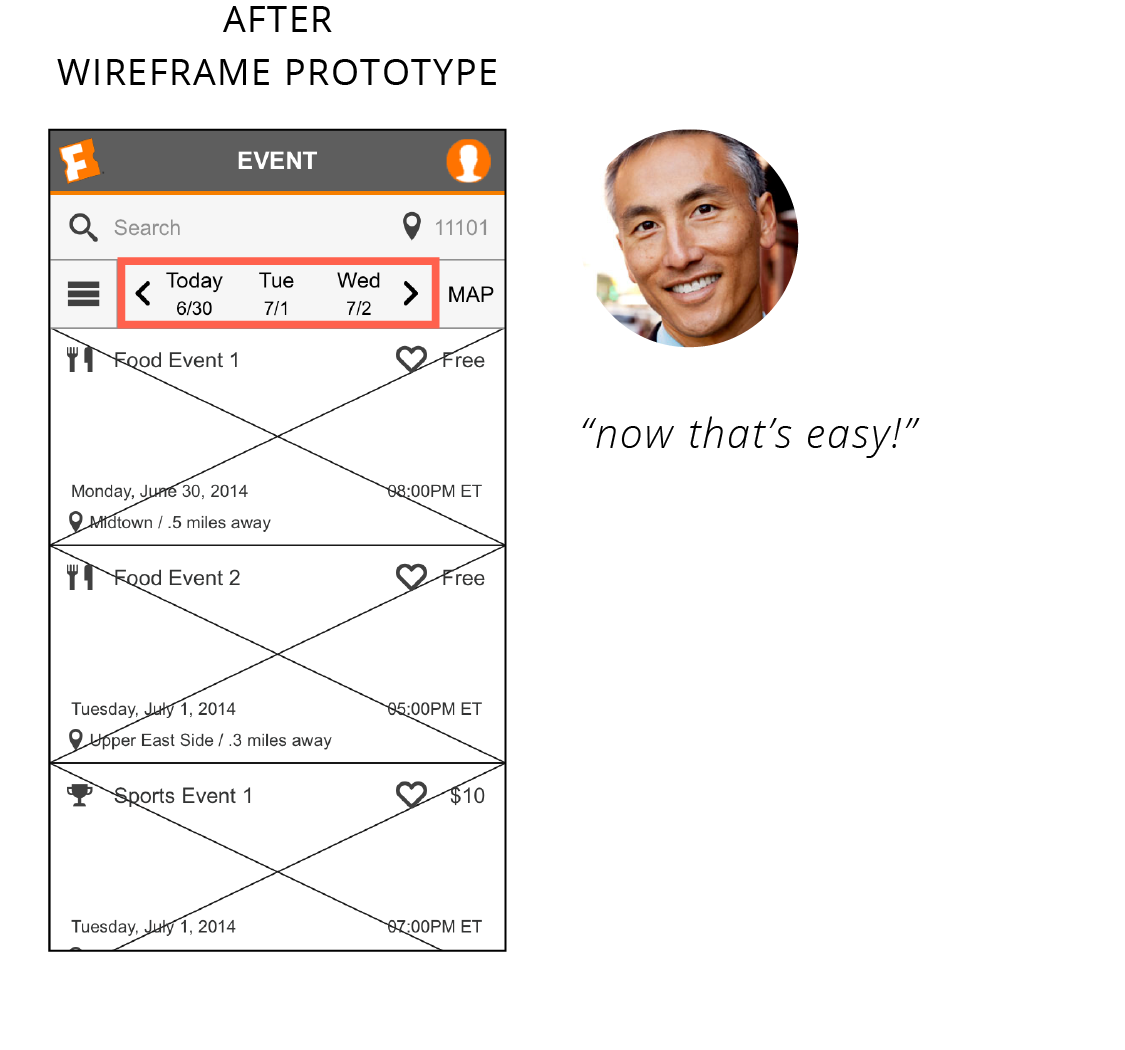 AFTER
WIREFRAME PROTOTYPE
F
EVENT
Search 11101
Today Tue Wed MAP
6/30 7/1 7/2
Food Event 1 Free
Monday, June 30, 2014 08:00PM ET
Midtown / .5 miles away
Food Event 2 Free
Tuesday, July 1, 2014 05:00PM ET
Upper East Side / .3 miles away
Sports Event 1 $10
Tuesday, July 1, 2014 07:00PM ET
“now that’s easy!”